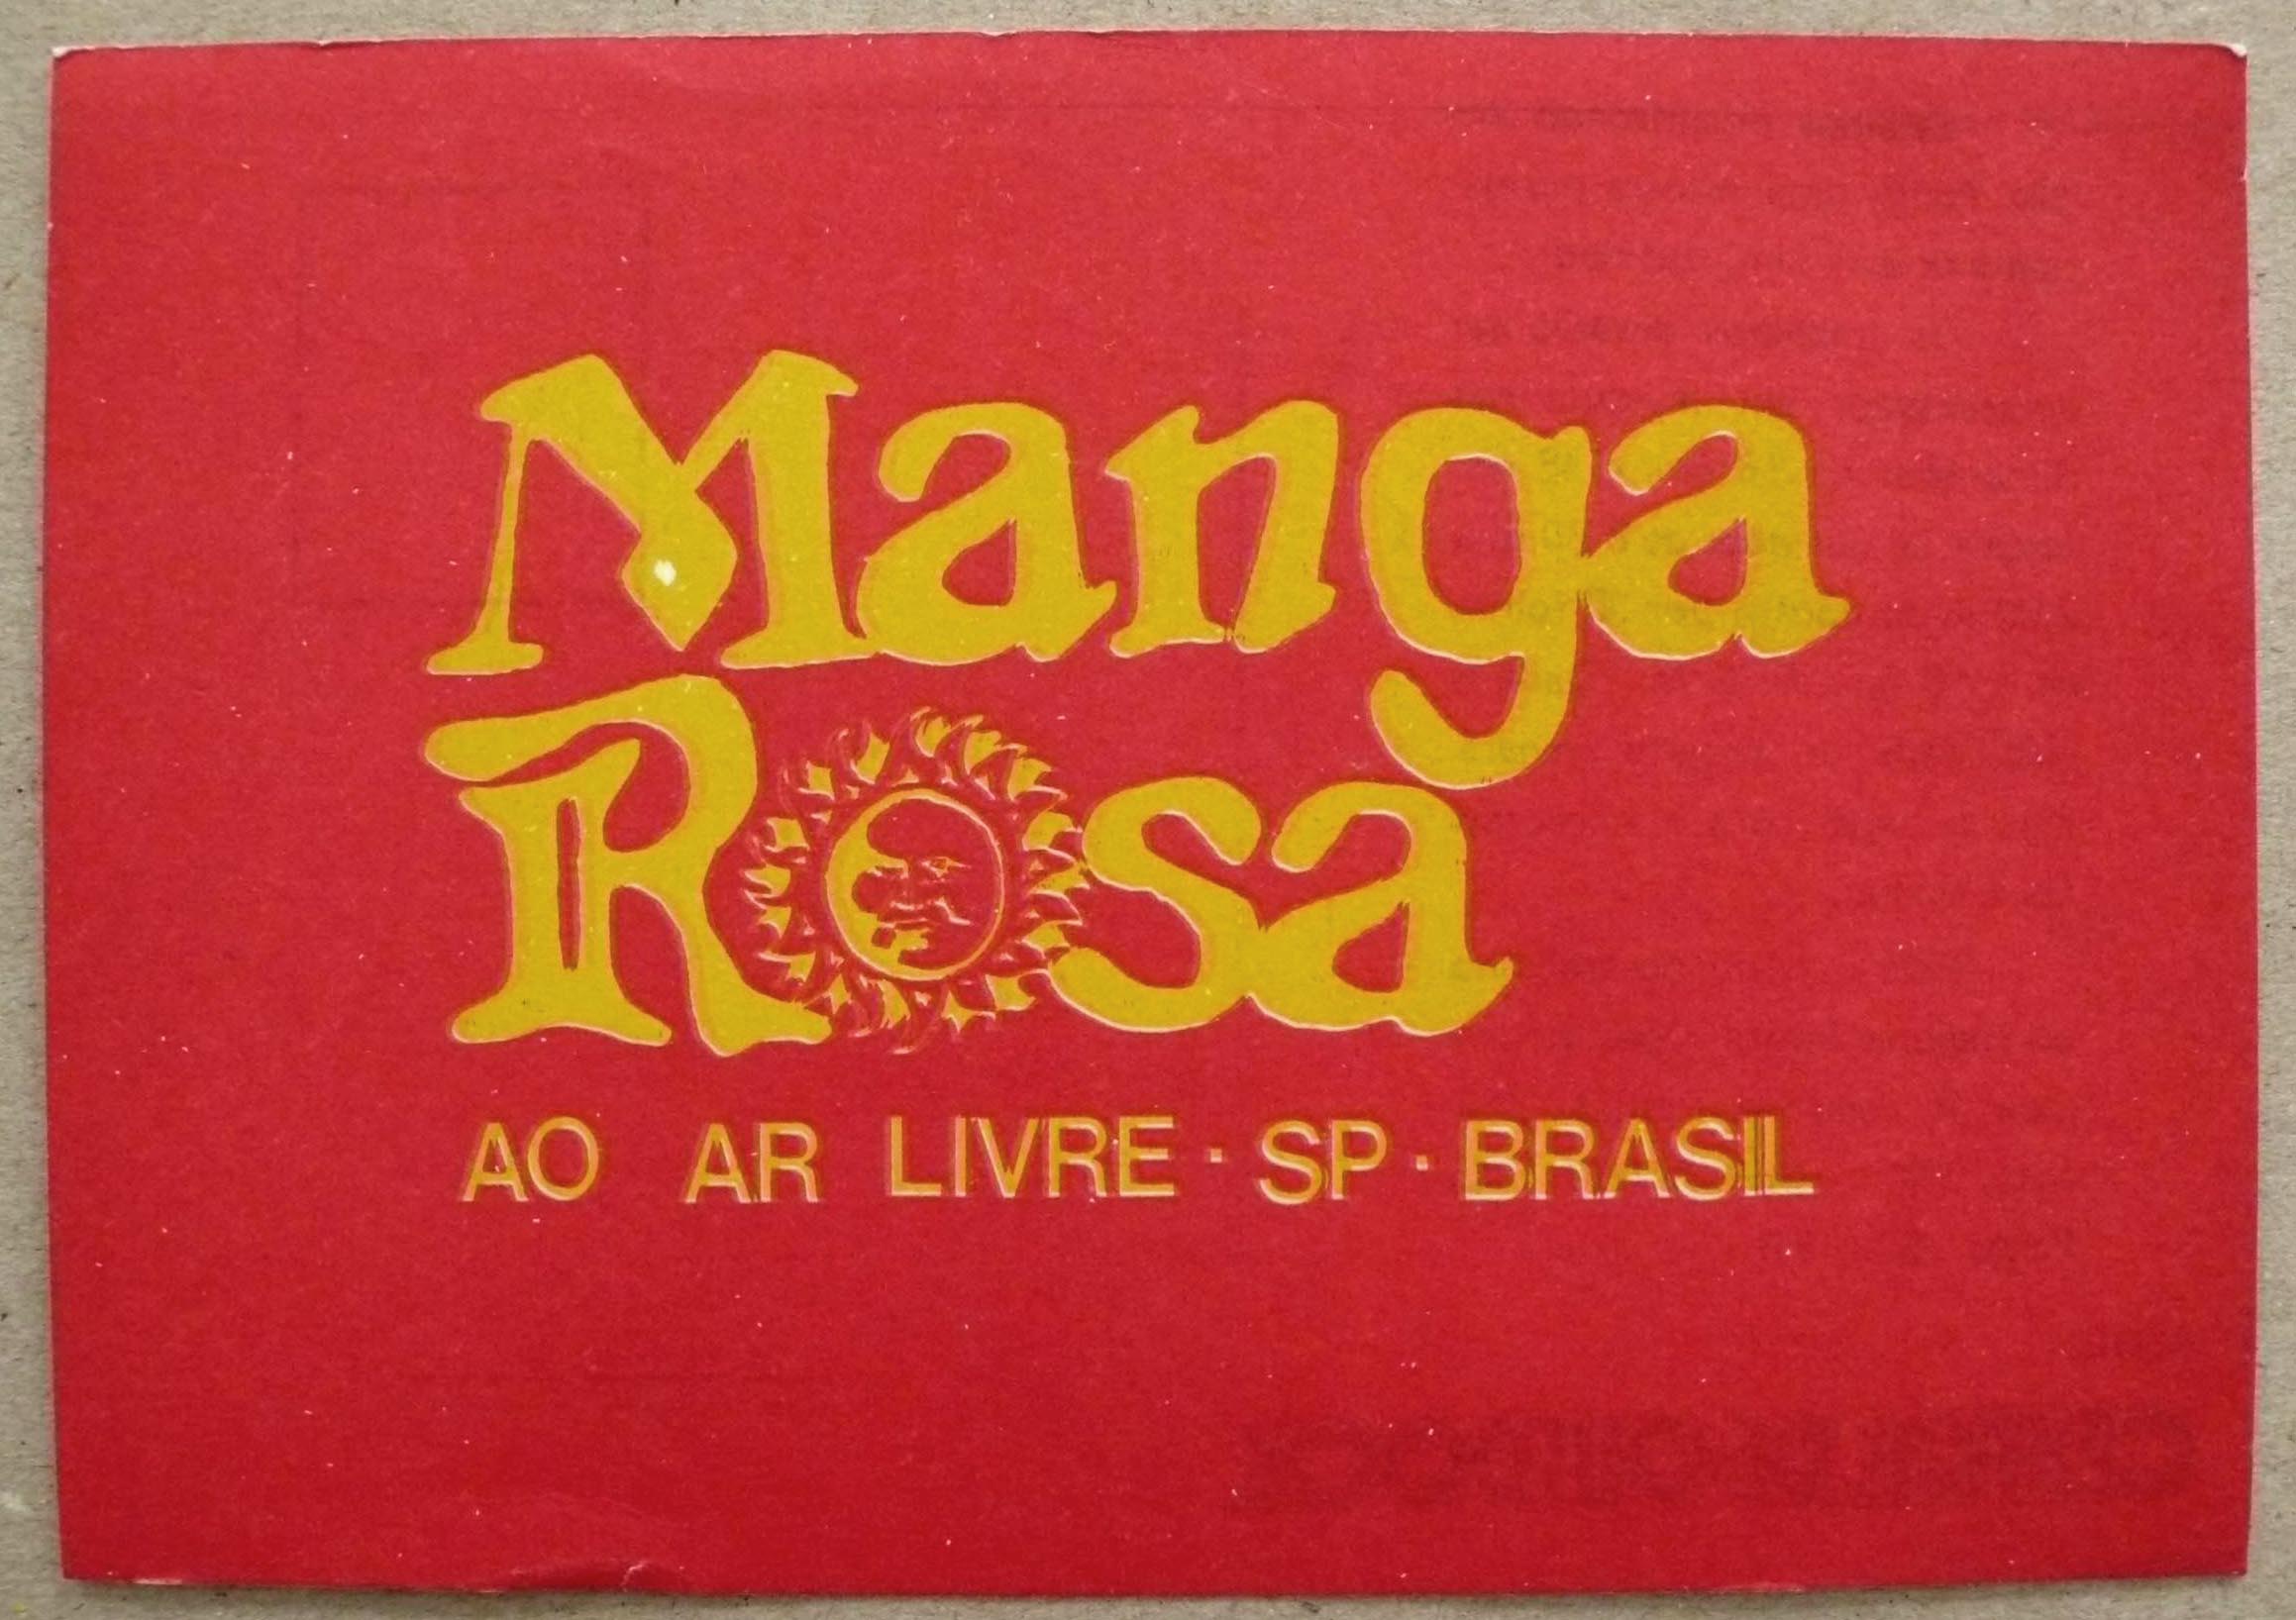 Manga
Rosa
AO AR LIVRE · SP · BRASIL